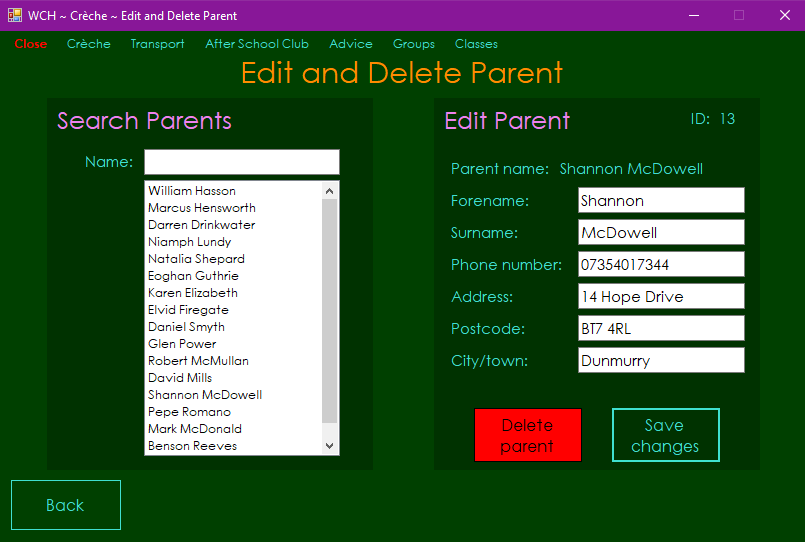 WCH ~ Crèche ~ Edit and Delete Parent
Close Crèche Transport After School Club Advice Groups Classes
Edit and Delete Parent
Search Parents
Name:
William Hasson
Marcus Hensworth
Darren Drinkwater
Niamph Lundy
Natalia Shepard
Eoghan Guthrie
Karen Elizabeth
Elvid Firegate
Daniel Smyth
Glen Power
Robert McMullan
David Mills
Shannon McDowell
Pepe Romano
Mark McDonald
Benson Reeves
Edit Parent
ID: 13
Parent name: Shannon McDowell
Forename: Shannon
Surname: McDowell
Phone number: 07354017344
Address: 14 Hope Drive
Postcode: BT7 4RL
City/town: Dunmurry
Delete
parent
Save
changes
Back